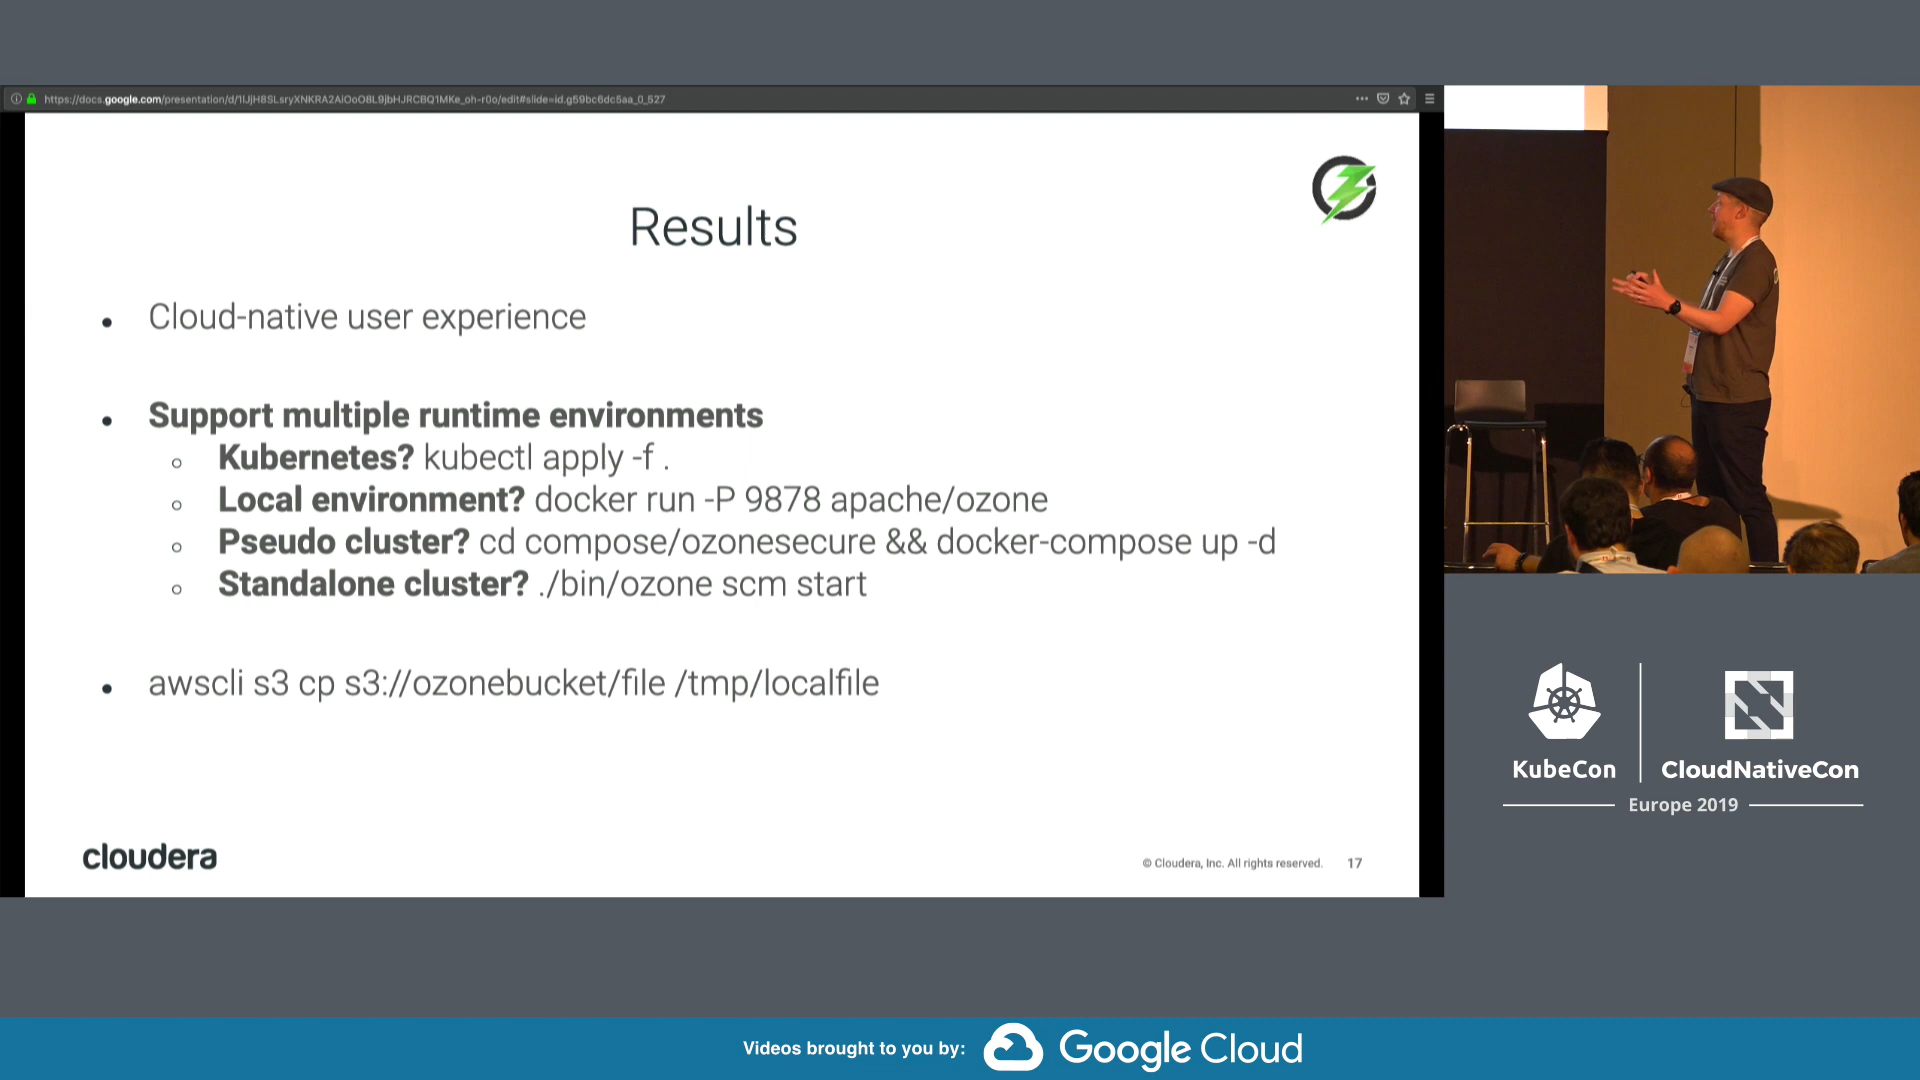 https://docs.google.com/presentation/d/1IJjH8SLsryXNKRA2AiOoO8L9jbHJRCBQ1MKe_oh-r0o/edit#slide=id.g59bc6dc5aa_0_527
Results
• Cloud-native user experience
• Support multiple runtime environments
○ Kubernetes? kubectl apply -f .
○ Local environment? docker run -P 9878 apache/ozone
○ Pseudo cluster? cd compose/ozonesecure && docker-compose up -d
○ Standalone cluster? ./bin/ozone scm start
• awscli s3 cp s3://ozonebucket/file /tmp/localfile
cloudera
© Cloudera, Inc. All rights reserved. 17
KubeCon
CloudNativeCon
Europe 2019
Videos brought to you by: Google Cloud